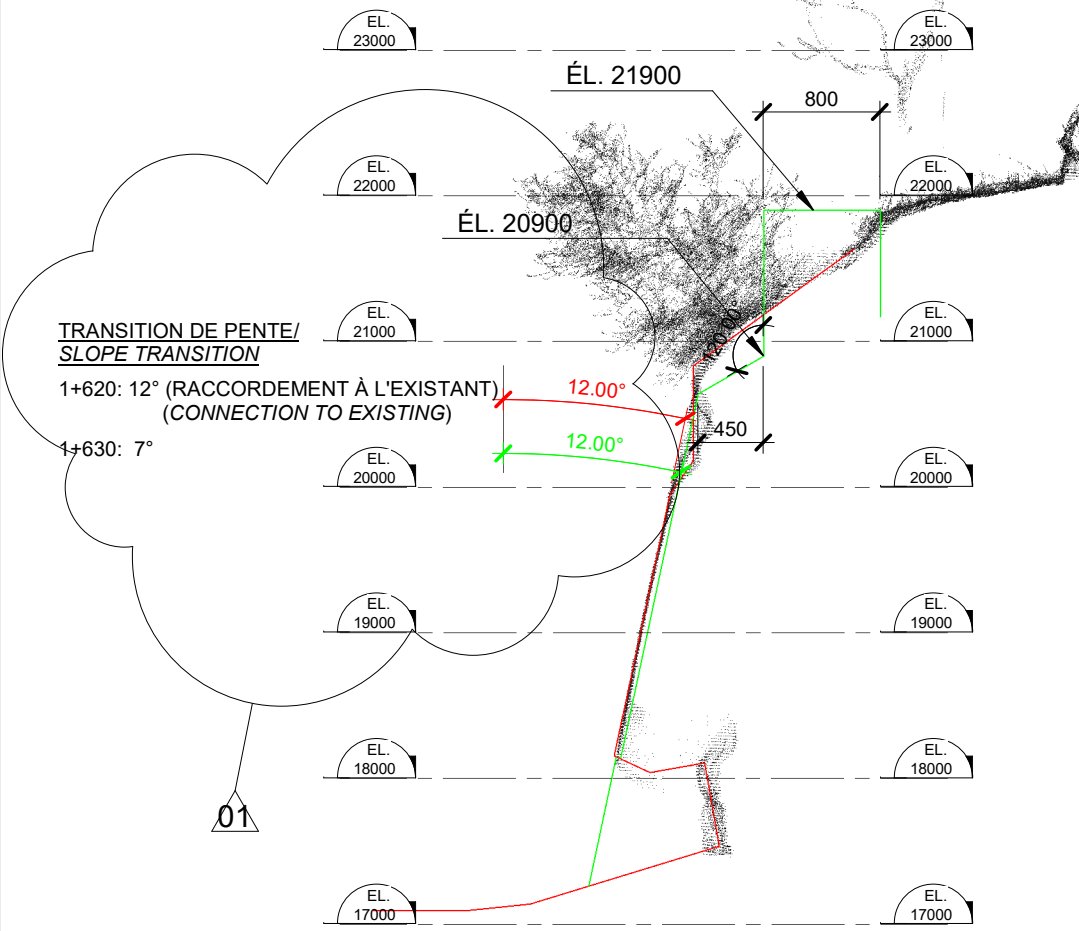 EL.
23000
EL.
23000
ÉL. 21900
800
EL.
22000
EL.
22000
ÉL. 20900
EL.
21000
EL.
21000
120.00°
TRANSITION DE PENTE/
SLOPE TRANSITION
1+620: 12° (RACCORDEMENT À L'EXISTANT)
(CONNECTION TO EXISTING)
1+630: 7°
12.00°
450
12.00°
EL.
20000
EL.
20000
EL.
19000
EL.
19000
EL.
18000
EL.
18000
01
EL.
17000
EL.
17000